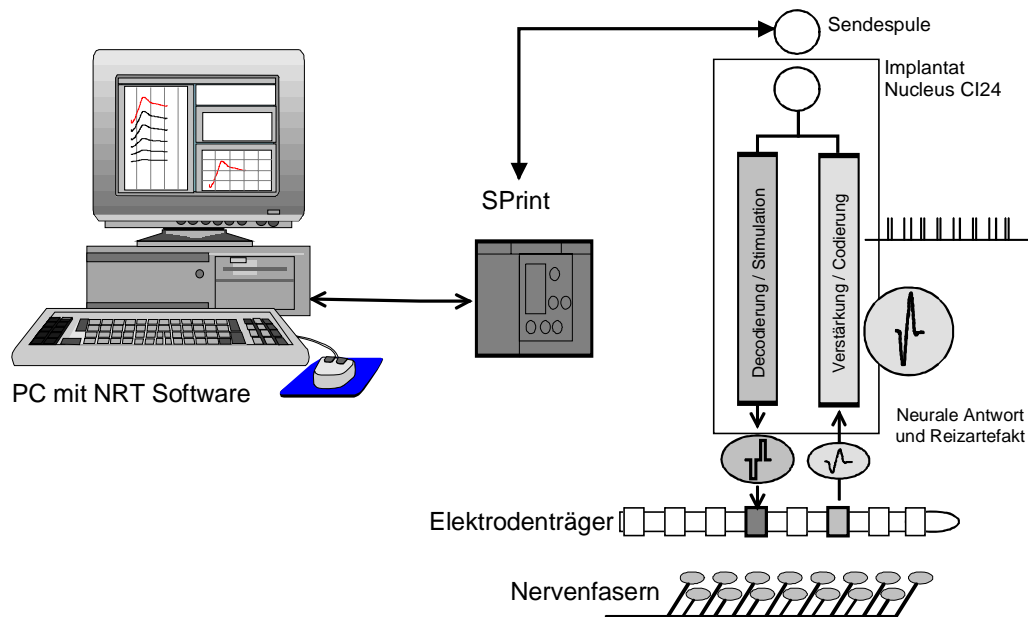 Sendespule
Implantat
Nucleus CI24
SPrint
Decodierung / Stimulation
Verstärkung / Codierung
PC mit NRT Software
Neurale Antwort
und Reizartefakt
Elektrodenträger
Nervenfasern